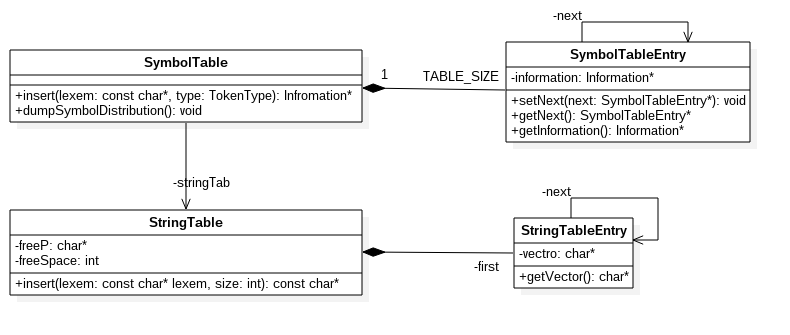 -next
SymbolTable
+insert(lexem: const char*, type: TokenType): Infromation*
+dumpSymbolDistribution(): void
1
TABLE_SIZE
SymbolTableEntry
-information: Information*
+setNext(next: SymbolTableEntry*): void
+getNext(): SymbolTableEntry*
+getInformation(): Information*
-stringTab
StringTable
-freeP: char*
-freeSpace: int
+insert(lexem: const char* lexem, size: int): const char*
-first
-next
StringTableEntry
-vectro: char*
+getVector(): char*